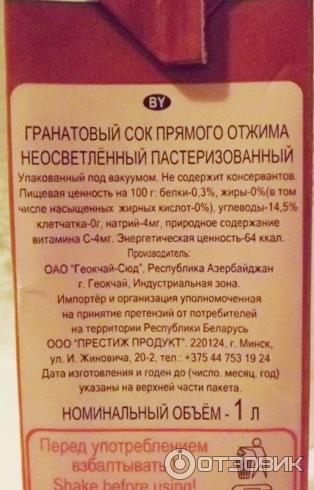 BY
ГРАНАТОВЫЙ СОК ПРЯМОГО ОТЖИМА
НЕОСВЕТЛЁННЫЙ ПАСТЕРИЗОВАННЫЙ
Упакованный под вакуумом. Не содержит консервантов.
Пищевая ценность на 100 г: белки-0,3%, жиры-0%(в том
числе насыщенных жирных кислот-0%), углеводы-14,5%
клетчатка-0г, натрий-4мг, природное содержание
витамина С-4мг. Энергетическая ценность-64 ккал.
Производитель:
ОАО "Геокчай-Сюд", Республика Азербайджан
г. Геокчай, Индустриальная зона.
Импортёр и организация уполномоченная
на принятие претензий от потребителей
на территории Республики Беларусь
ООО "ПРЕСТИЖ ПРОДУКТ". 220124, г. Минск,
ул. И. Жиновича, 20-2, тел.: +375 44 753 19 24
Дата изготовления и годен до (число. месяц. год)
указаны на верхней части пакета.
НОМИНАЛЬНЫЙ ОБЪЁМ - 1 л
Перед употреблением
взбалтывать
Shake before using!
ОТЗОВИК